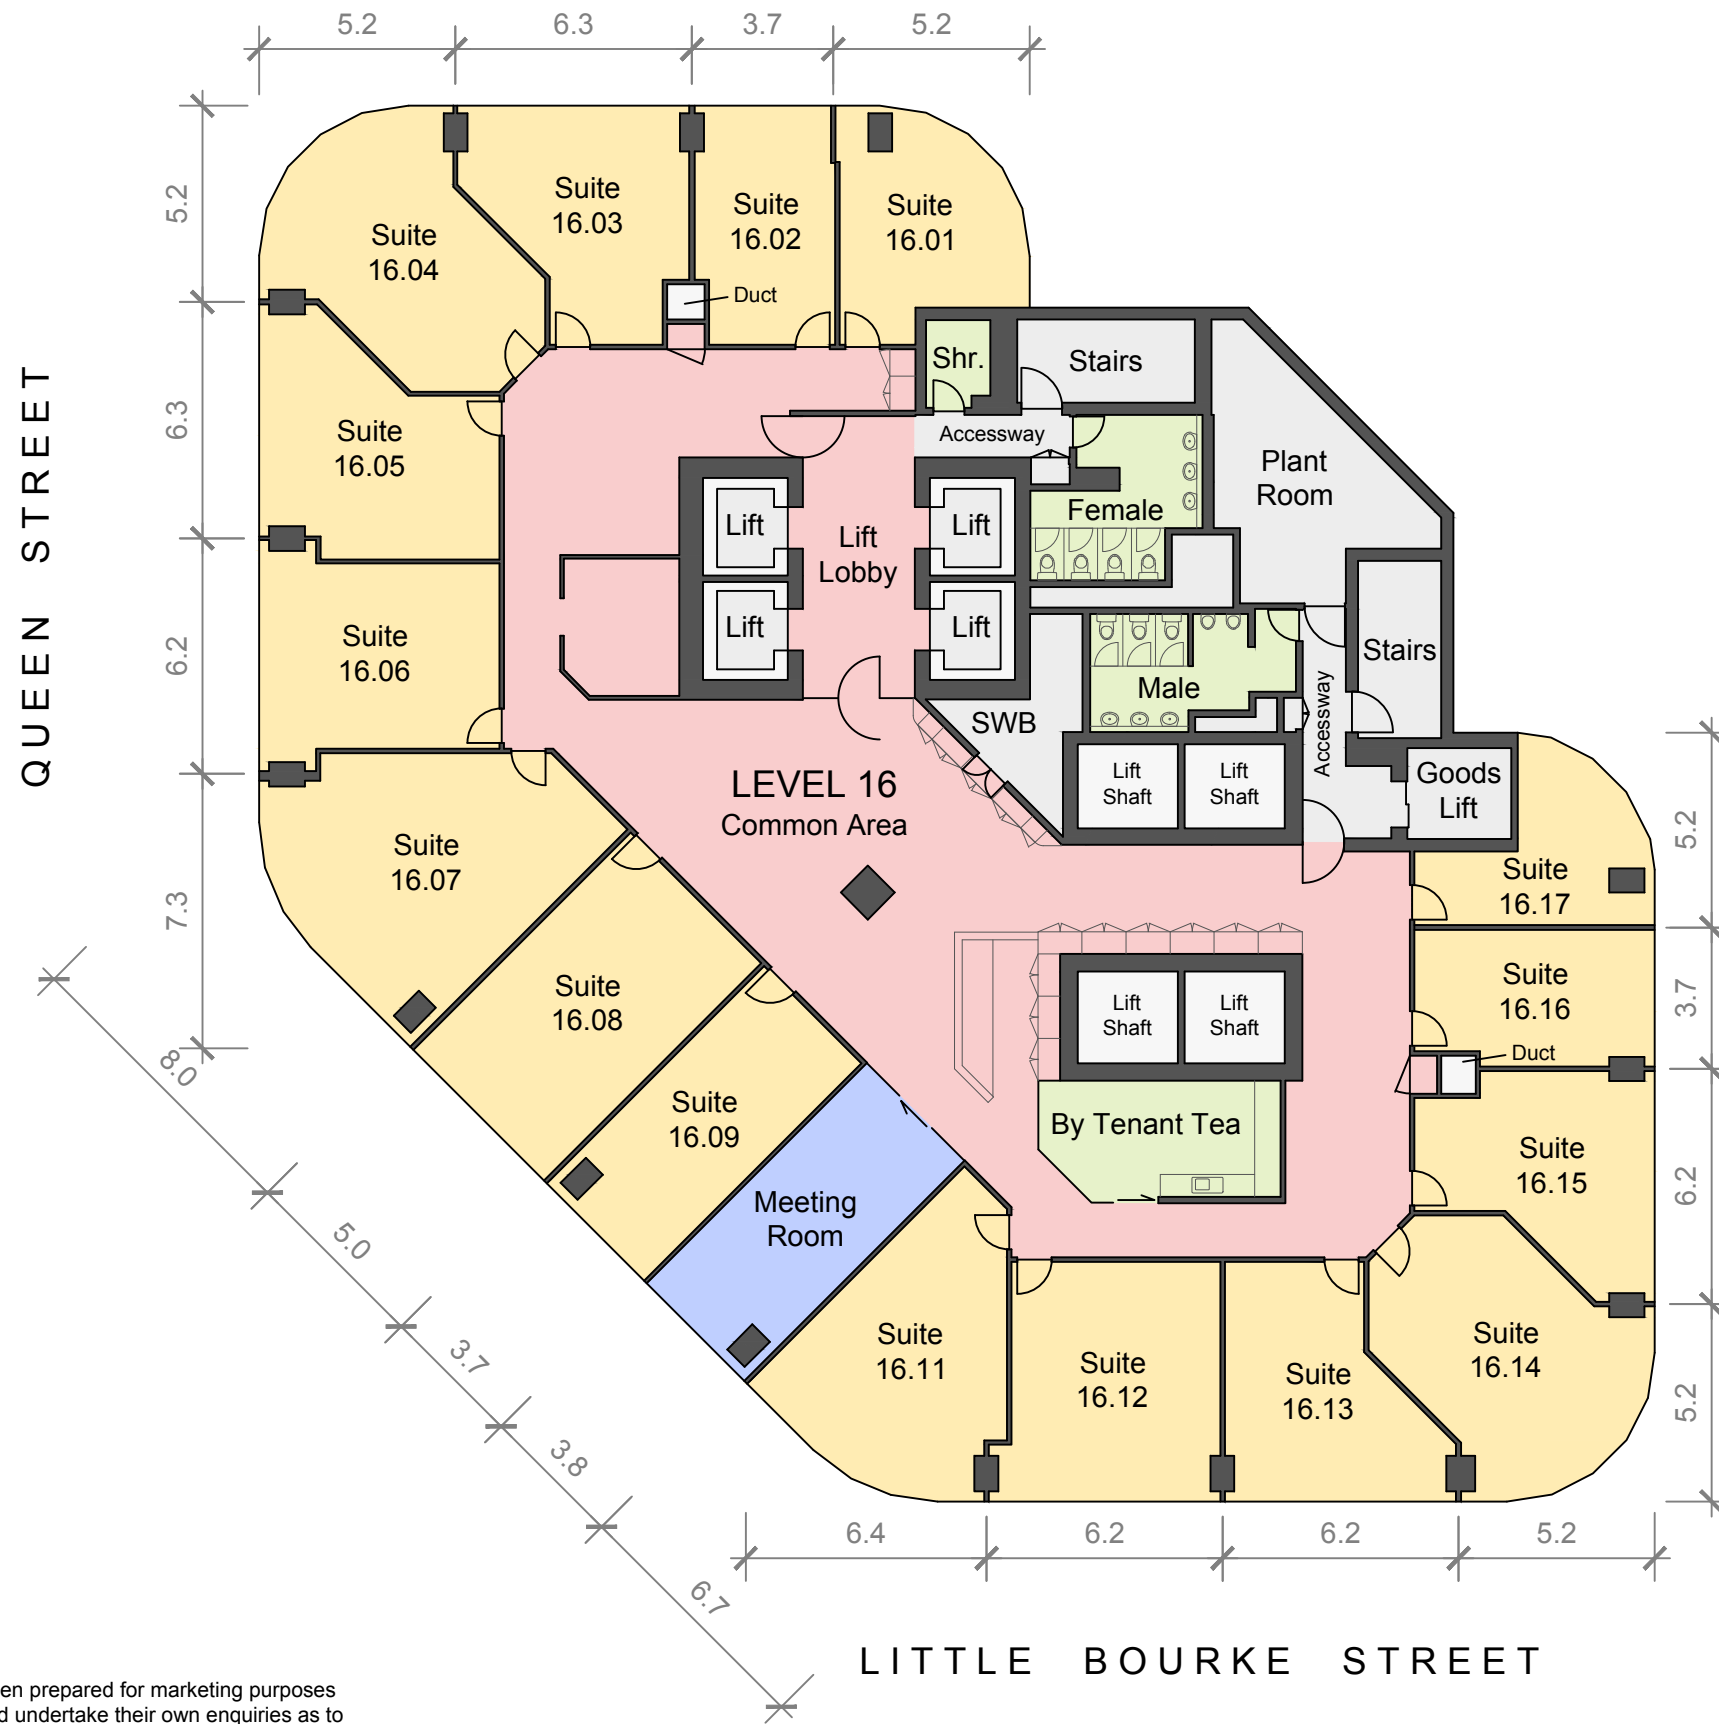 5.2 6.3 3.7 5.2
5.2
6.3
6.2
7.3
QUEEN STREET
Suite
16.04
Suite
16.03
Suite
16.02
Suite
16.01
Duct
Suite
16.05
Suite
16.06
Suite
16.07
Suite
16.08
Suite
16.09
Meeting
Room
Suite
16.11
Suite
16.12
Suite
16.13
Suite
16.14
Suite
16.15
Duct
Suite
16.16
Suite
16.17
Shr.
Stairs
Accessway
Plant
Room
Female
Lift
Lift
Lift
Lobby
Lift
Lift
Male
SWB
Stairs
Accessway
Lift
Shaft
Lift
Shaft
Goods
Lift
LEVEL 16
Common Area
Lift
Shaft
Lift
Shaft
By Tenant Tea
5.2
3.7
6.2
5.2
8.0
5.0
3.7
3.8
6.7
6.4 6.2 6.2 5.2
LITTLE BOURKE STREET
en prepared for marketing purposes
undertake their own enquiries as to